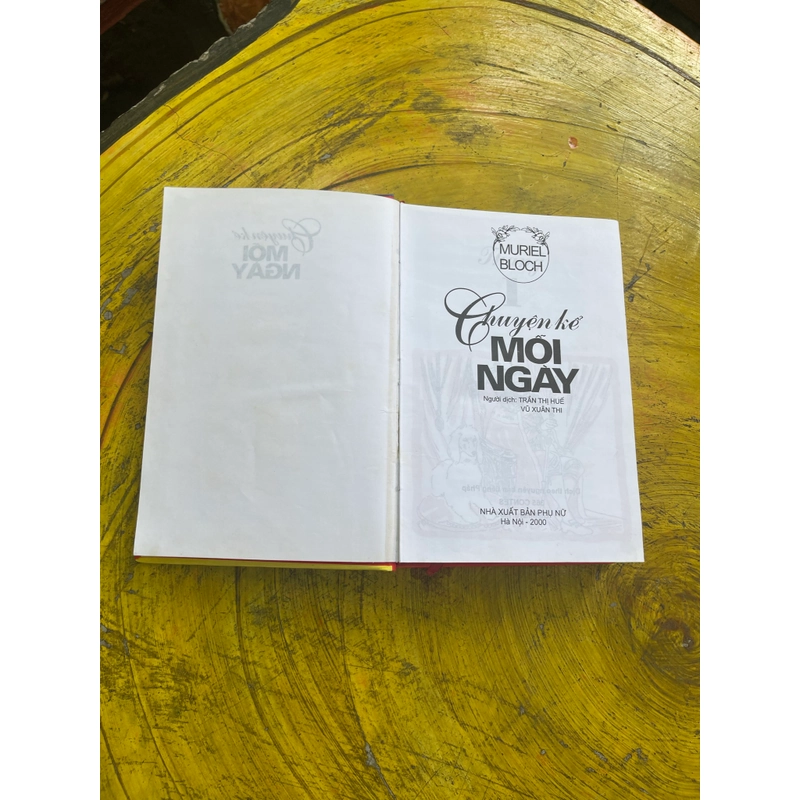 MURIEL
BLOCH
Chuyện kể
MỖI
NGÀY
Người dịch: TRẦN THỊ HUẾ
VŨ XUÂN THI
NHÀ XUẤT BẢN PHỤ NỮ
Hà Nội - 2000